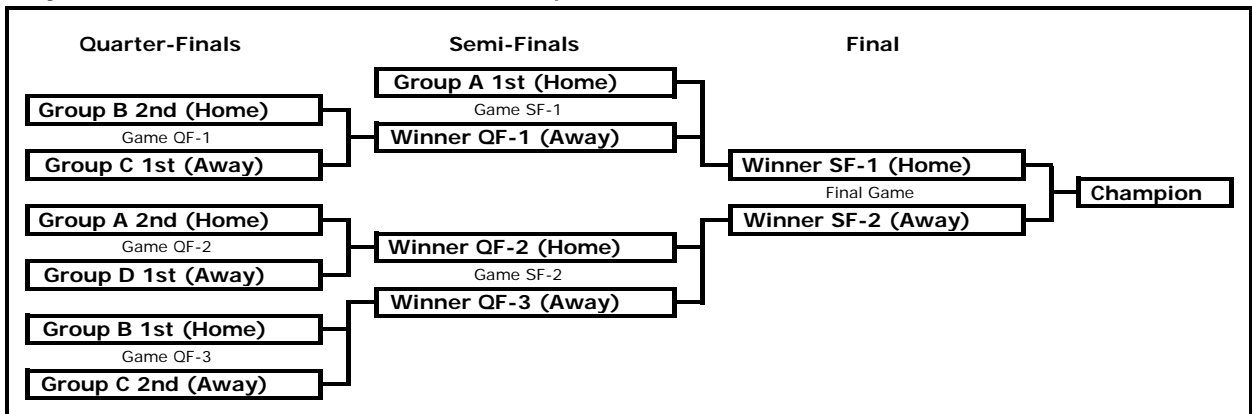 Quarter-Finals
Semi-Finals
Final
Group A 1st (Home)
Group B 2nd (Home)
Game SF-1
Game QF-1
Winner QF-1 (Away)
Group C 1st (Away)
Winner SF-1 (Home)
Final Game
Champion
Group A 2nd (Home)
Winner SF-2 (Away)
Game QF-2
Winner QF-2 (Home)
Group D 1st (Away)
Game SF-2
Winner QF-3 (Away)
Group B 1st (Home)
Game QF-3
Group C 2nd (Away)